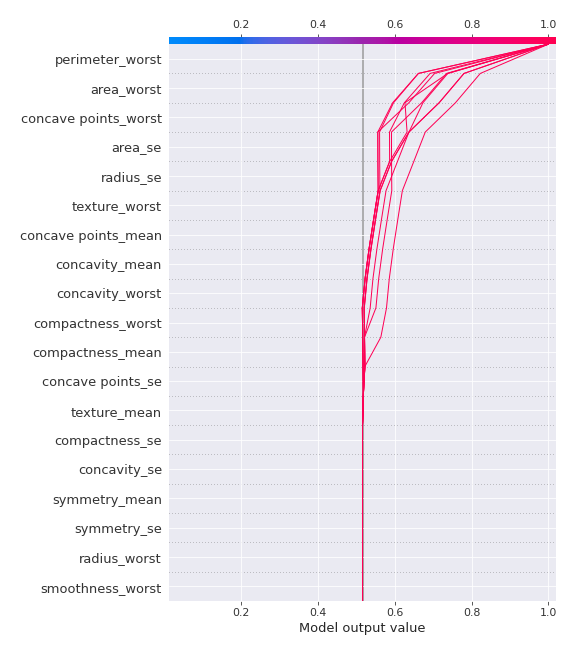 0.2 0.4 0.6 0.8 1.0
perimeter_worst
area_worst
concave points_worst
area_se
radius_se
texture_worst
concave points_mean
concavity_mean
concavity_worst
compactness_worst
compactness_mean
concave points_se
texture_mean
compactness_se
concavity_se
symmetry_mean
symmetry_se
radius_worst
smoothness_worst
0.2 0.4 0.6 0.8 1.0
Model output value